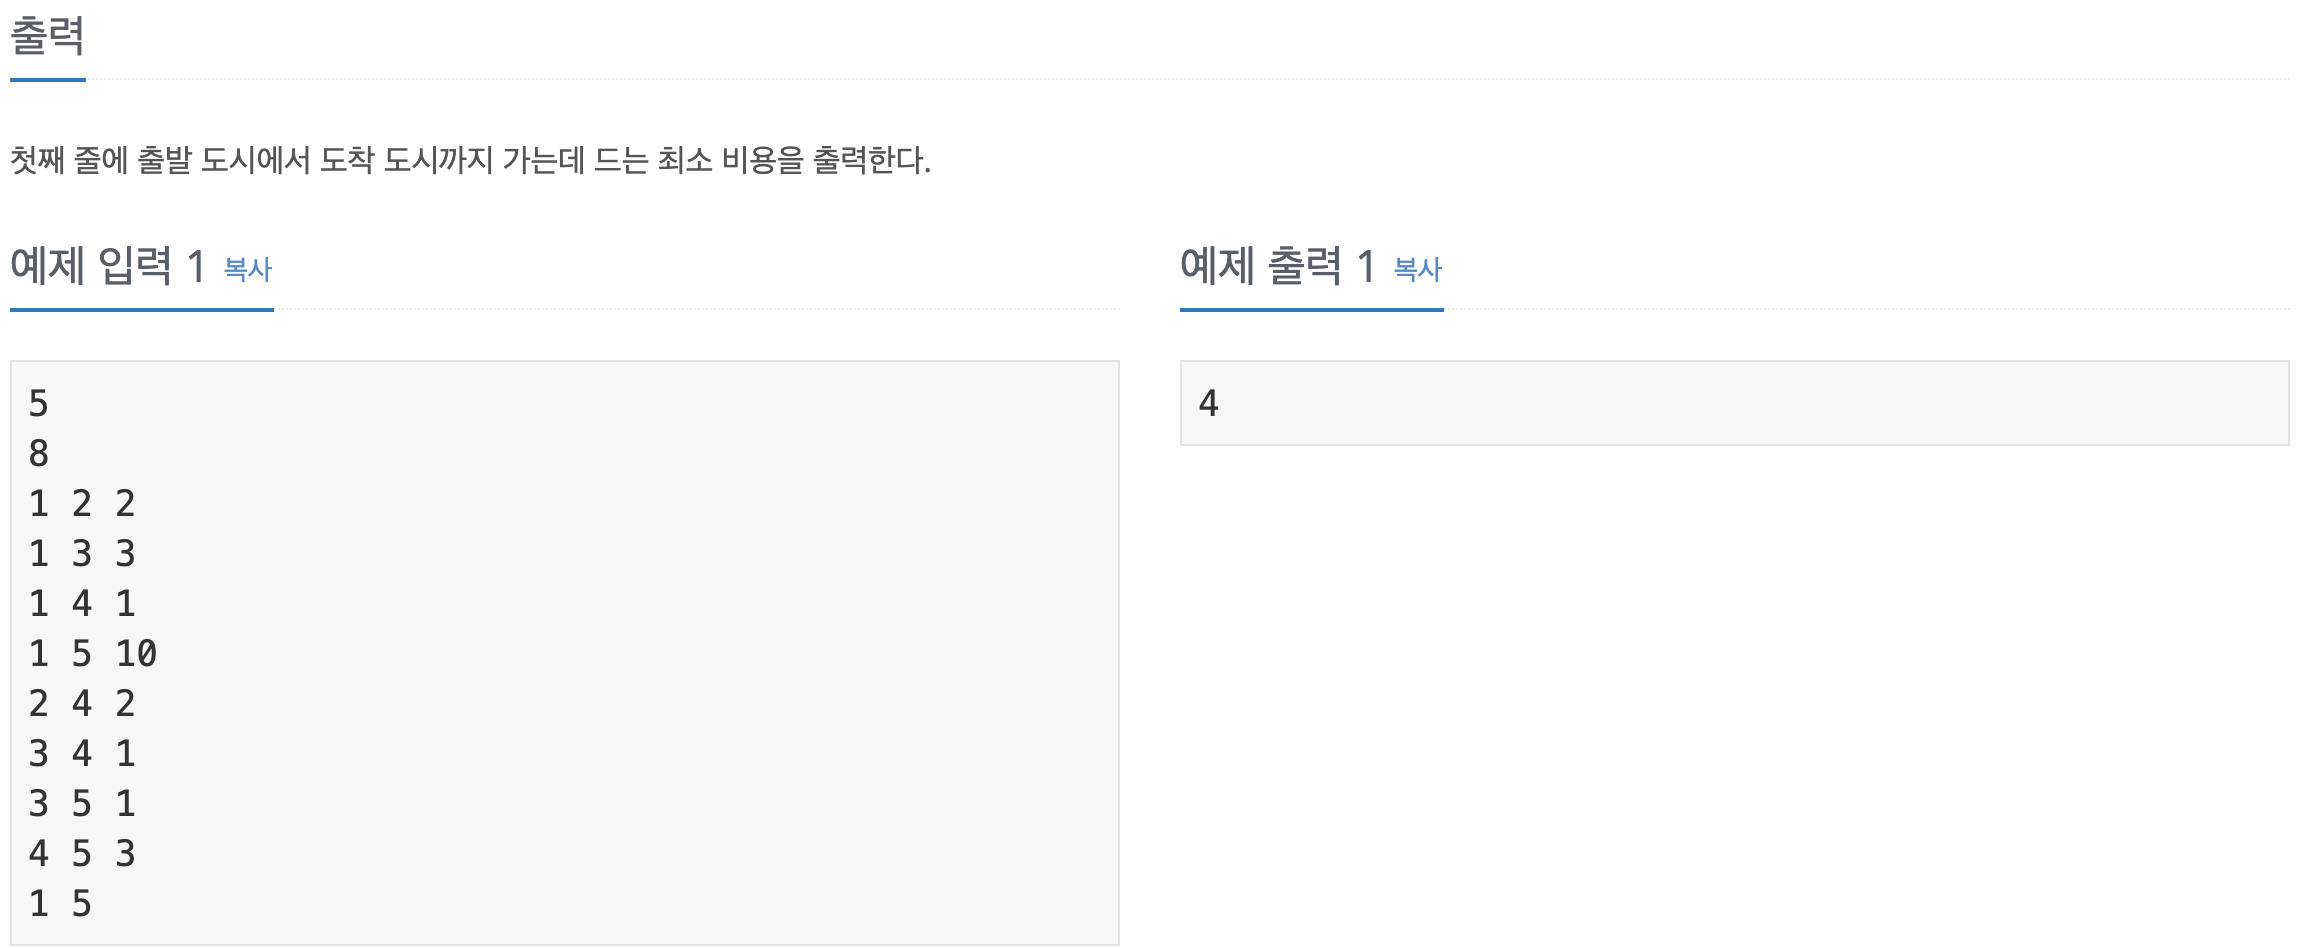 출력
첫째 줄에 출발 도시에서 도착 도시까지 가는데 드는 최소 비용을 출력한다.
예제 입력 1 복사
5
8
1 2 2
1 3 3
1 4 1
1 5 10
2 4 2
3 4 1
3 5 1
4 5 3
1 5
예제 출력 1 복사
4